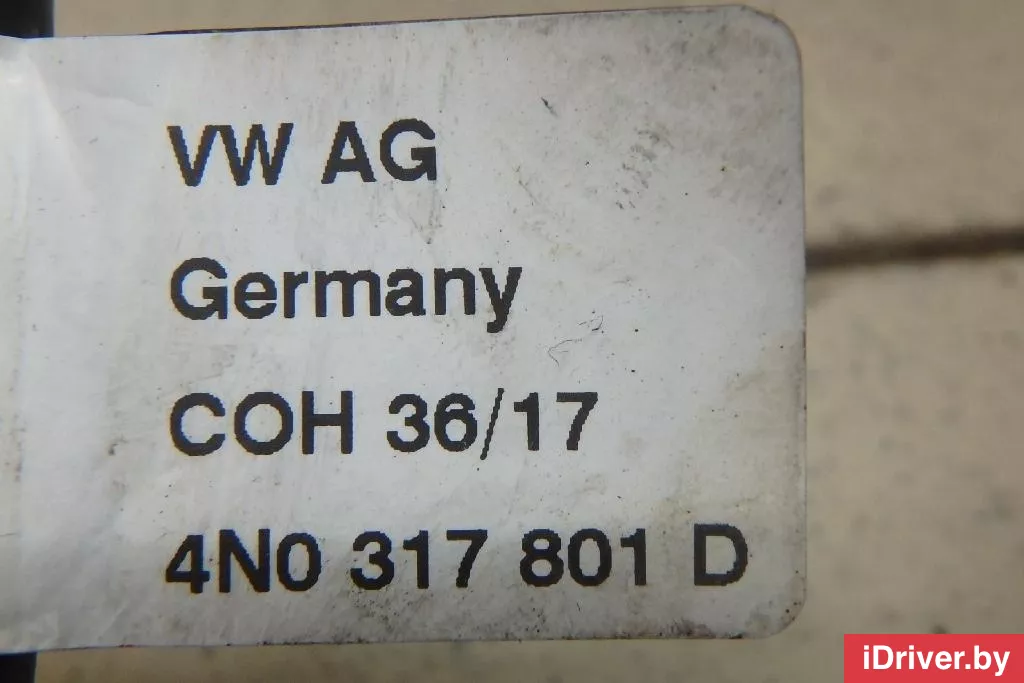 VW AG
Germany
COH 36/17
4N0 317 801 D
iDriver.by